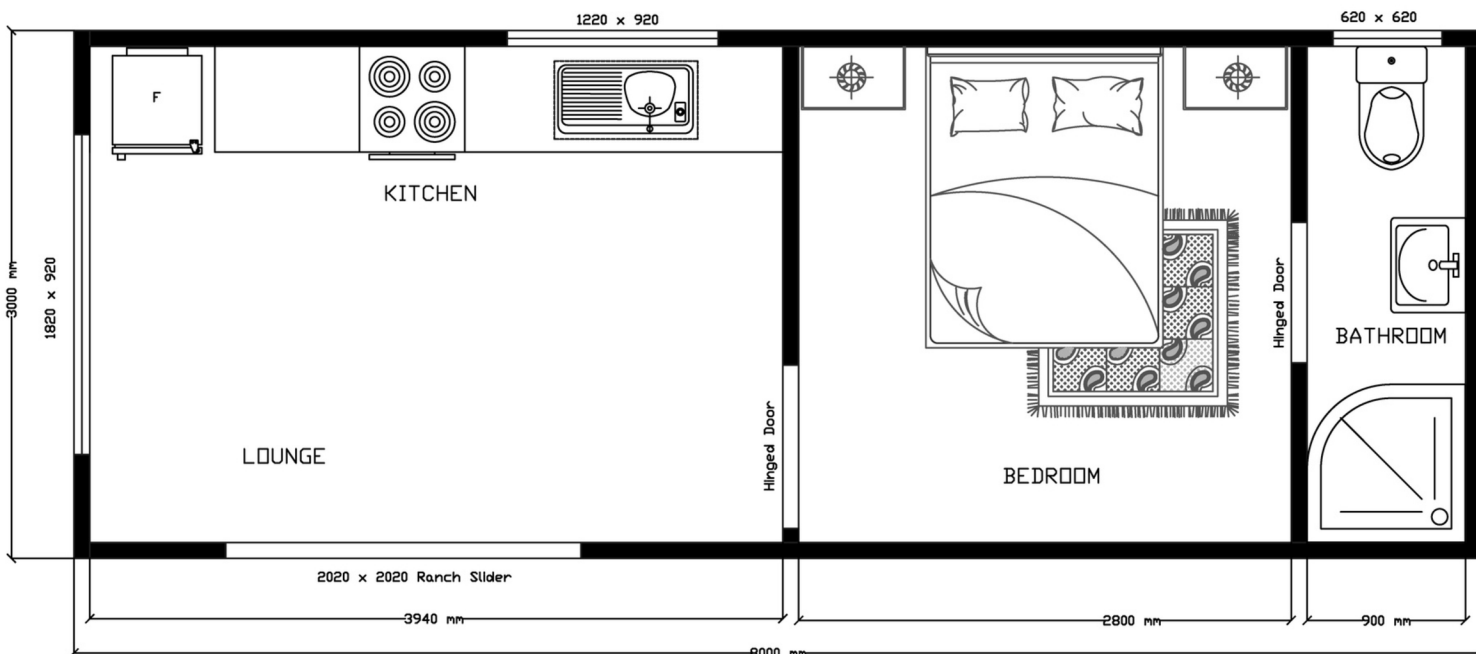 1220 x 920
620 x 620
F
KITCHEN
3000 mm
1820 x 920
Hinged Door
BATHROOM
LOUNGE
Hinged Door
BEDROOM
2020 x 2020 Ranch Slider
3940 mm
2800 mm
900 mm
8000 mm